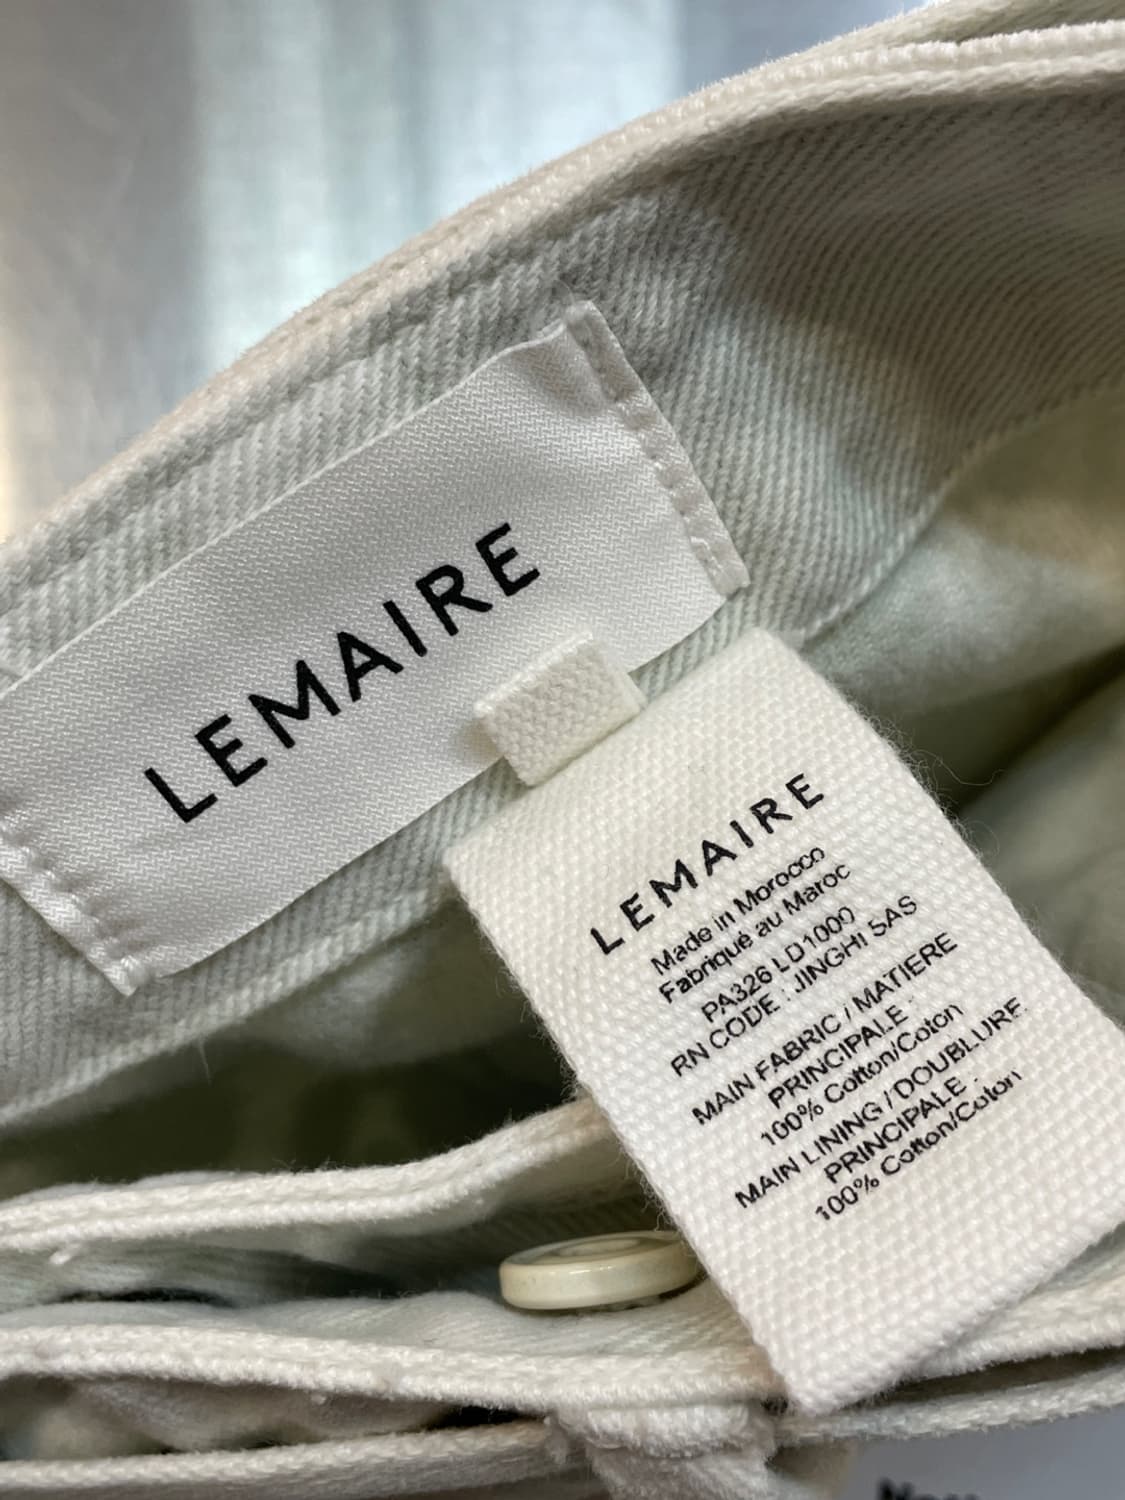 LEMAIRE
LEMAIRE
Made in Morocco
Fabriqué au Maroc
PA326 LD1000
RN CODE : JINGHI 5AS
MAIN FABRIC / MATIERE
PRINCIPALE :
100% Cotton/Coton
MAIN LINING / DOUBLURE
PRINCIPALE :
100% Cotton/Coton